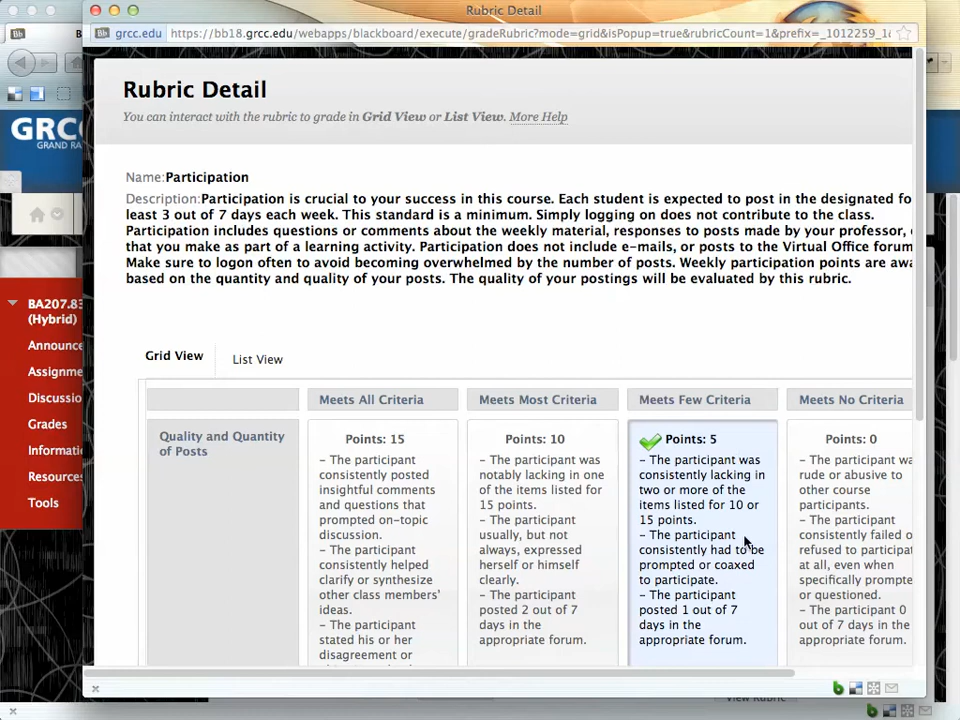 Rubric Detail
Bb grcc.edu https://bb18.grcc.edu/webapps/blackboard/execute/gradeRubric?mode=grid&isPopup=true&rubricCount=1&prefix=_1012259_1&
Bb
GRCC
GRAND RA
Rubric Detail
You can interact with the rubric to grade in Grid View or List View. More Help
Name:Participation
Description:Participation is crucial to your success in this course. Each student is expected to post in the designated fo
least 3 out of 7 days each week. This standard is a minimum. Simply logging on does not contribute to the class.
Participation includes questions or comments about the weekly material, responses to posts made by your professor,
that you make as part of a learning activity. Participation does not include e-mails, or posts to the Virtual Office forum
Make sure to logon often to avoid becoming overwhelmed by the number of posts. Weekly participation points are awa
based on the quantity and quality of your posts. The quality of your postings will be evaluated by this rubric.
BA207.83
(Hybrid)
Announce
Assignme
Discussio
Grades
Informati
Resources
Tools
Grid View
List View
Meets All Criteria
Meets Most Criteria
Meets Few Criteria
Meets No Criteria
Quality and Quantity
of Posts
Points: 15
- The participant
consistently posted
insightful comments
and questions that
prompted on-topic
discussion.
- The participant
consistently helped
clarify or synthesize
other class members'
ideas.
- The participant
stated his or her
disagreement or
Points: 10
- The participant was
notably lacking in one
of the items listed for
15 points.
- The participant
usually, but not
always, expressed
herself or himself
clearly.
- The participant
posted 2 out of 7
days in the
appropriate forum.
Points: 5
- The participant was
consistently lacking in
two or more of the
items listed for 10 or
15 points.
- The participant
consistently had to be
prompted or coaxed
to participate.
- The participant
posted 1 out of 7
days in the
appropriate forum.
Points: 0
- The participant wa
rude or abusive to
other course
participants.
- The participant
consistently failed o
refused to participat
at all, even when
specifically prompte
or questioned.
- The participant 0
out of 7 days in the
appropriate forum.
View Rubric